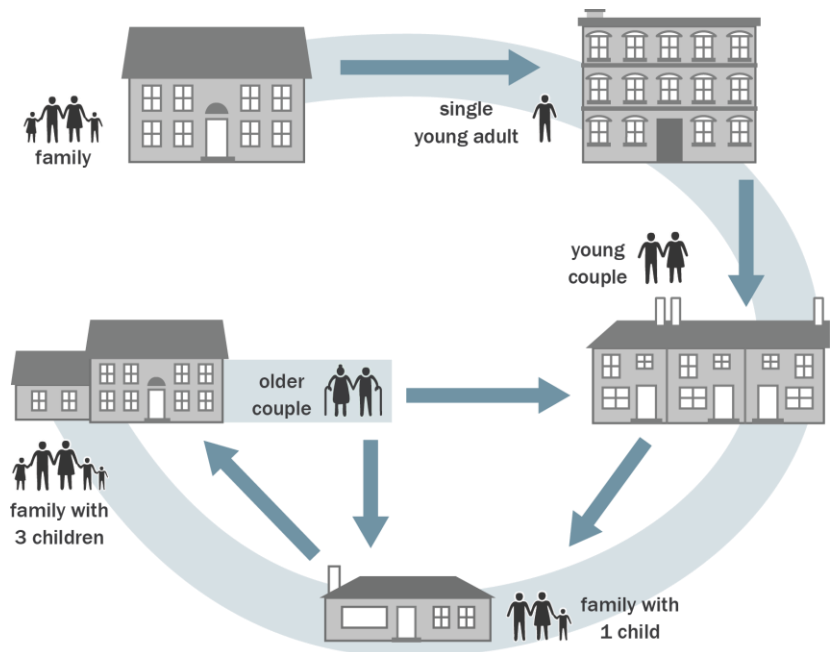 family
single
young adult
young
couple
older
couple
family with
3 children
family with
1 child